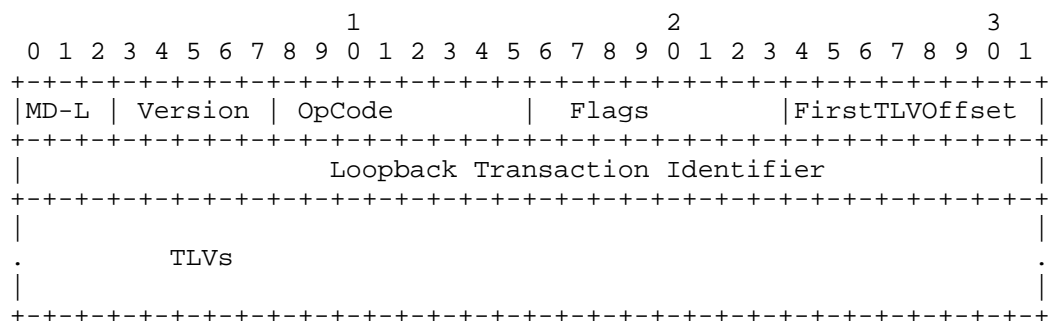 1                   2                   3
 0 1 2 3 4 5 6 7 8 9 0 1 2 3 4 5 6 7 8 9 0 1 2 3 4 5 6 7 8 9 0 1
+-+-+-+-+-+-+-+-+-+-+-+-+-+-+-+-+-+-+-+-+-+-+-+-+-+-+-+-+-+-+-+-+
|MD-L | Version | OpCode        |  Flags        |FirstTLVOffset |
+-+-+-+-+-+-+-+-+-+-+-+-+-+-+-+-+-+-+-+-+-+-+-+-+-+-+-+-+-+-+-+-+
|                   Loopback Transaction Identifier             |
+-+-+-+-+-+-+-+-+-+-+-+-+-+-+-+-+-+-+-+-+-+-+-+-+-+-+-+-+-+-+-+-+
|                                                               |
.         TLVs                                                  .
|                                                               |
+-+-+-+-+-+-+-+-+-+-+-+-+-+-+-+-+-+-+-+-+-+-+-+-+-+-+-+-+-+-+-+-+